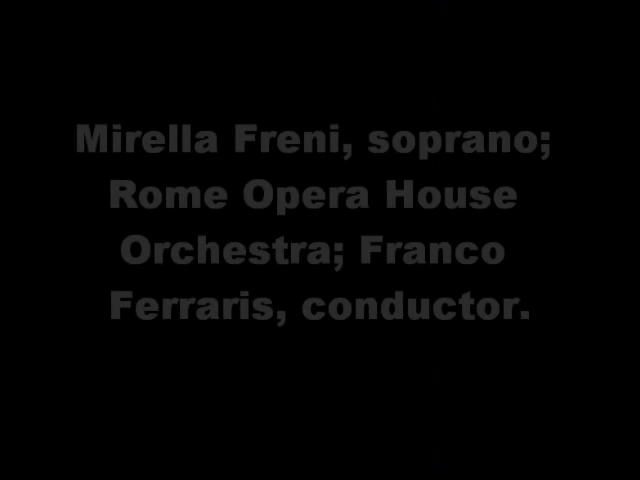 Mirella Freni, soprano;
Rome Opera House
Orchestra; Franco
Ferraris, conductor.